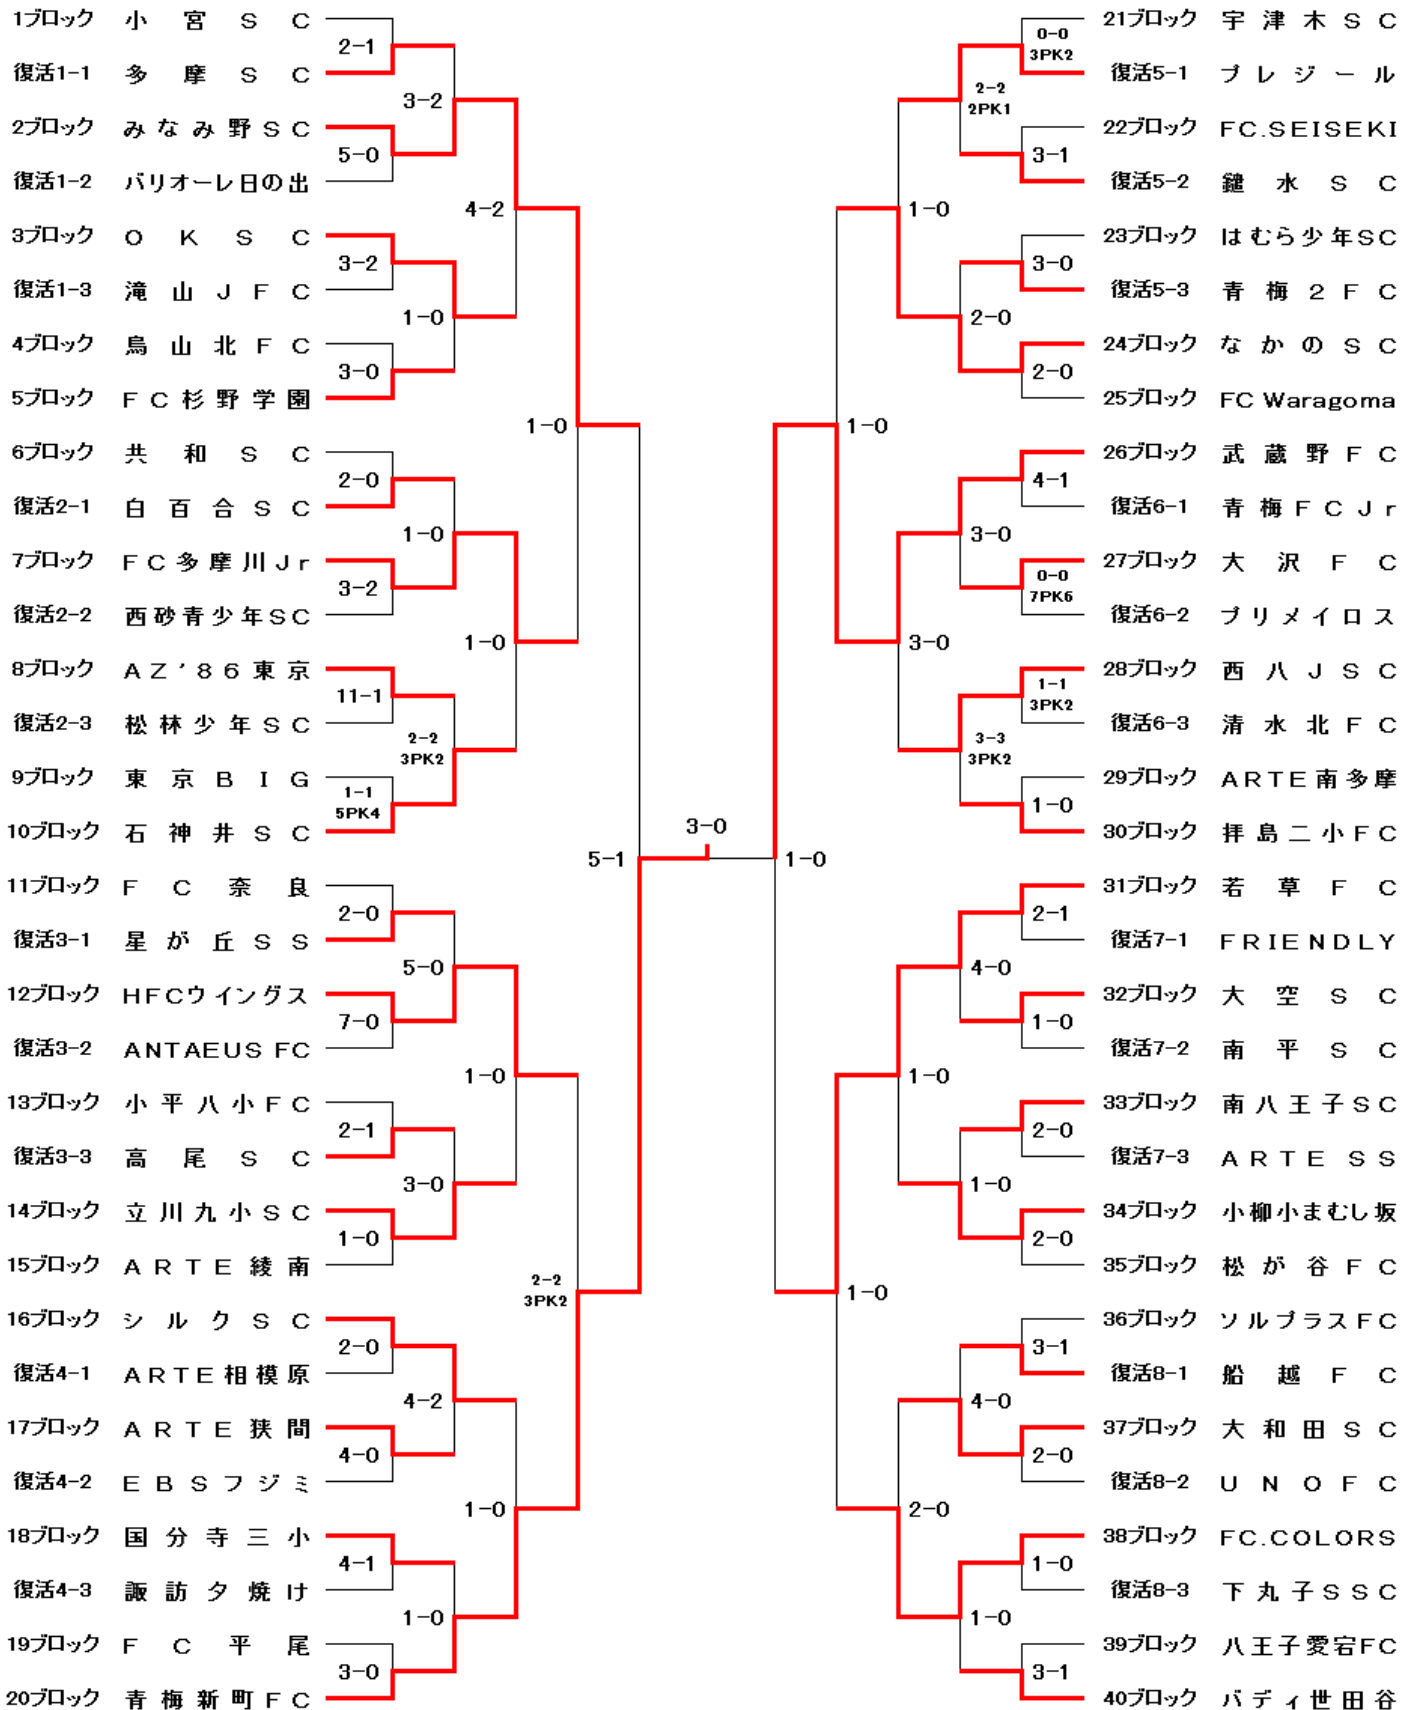 1ブロック 小宮SC
2-1
復活1-1 多摩SC
3-2
2ブロック みなみ野SC
5-0
復活1-2 バリオーレ日の出
4-2
3ブロック OKSC
3-2
復活1-3 滝山JFC
1-0
4ブロック 烏山北FC
3-0
5ブロック FC杉野学園
1-0
6ブロック 共和SC
2-0
復活2-1 白百合SC
1-0
7ブロック FC多摩川Jr
3-2
復活2-2 西砂青少年SC
1-0
8ブロック AZ'86東京
11-1
復活2-3 松林少年SC
2-2
3PK2
9ブロック 東京BIG
1-1
5PK4
10ブロック 石神井SC
5-1
11ブロック FC奈良
2-0
復活3-1 星が丘SS
5-0
12ブロック HFCウイングス
7-0
復活3-2 ANTAEUS FC
1-0
13ブロック 小平八小FC
2-1
復活3-3 高尾SC
3-0
14ブロック 立川九小SC
1-0
15ブロック ARTE綾南
2-2
3PK2
16ブロック シルクSC
2-0
復活4-1 ARTE相模原
4-2
17ブロック ARTE狭間
4-0
復活4-2 EBSフジミ
1-0
18ブロック 国分寺三小
4-1
復活4-3 諏訪夕焼け
1-0
19ブロック FC平尾
3-0
20ブロック 青梅新町FC
3-0
21ブロック 宇津木SC
0-0
3PK2
復活5-1 ブレジール
2-2
2PK1
22ブロック FC.SEISEKI
3-1
復活5-2 鑓水SC
1-0
23ブロック はむら少年SC
3-0
復活5-3 青梅2FC
2-0
24ブロック なかのSC
2-0
25ブロック FC Waragoma
1-0
26ブロック 武蔵野FC
4-1
復活6-1 青梅FCJr
3-0
27ブロック 大沢FC
0-0
7PK6
復活6-2 プリメイロス
3-0
28ブロック 西八JSC
1-1
3PK2
復活6-3 清水北FC
3-3
3PK2
29ブロック ARTE南多摩
1-0
30ブロック 拝島二小FC
1-0
31ブロック 若草FC
2-1
復活7-1 FRIENDLY
4-0
32ブロック 大空SC
1-0
復活7-2 南平SC
1-0
33ブロック 南八王子SC
2-0
復活7-3 ARTE SS
1-0
34ブロック 小柳小まむし坂
2-0
35ブロック 松が谷FC
1-0
36ブロック ソルプラスFC
3-1
復活8-1 船越FC
4-0
37ブロック 大和田SC
2-0
復活8-2 UNOFC
2-0
38ブロック FC.COLORS
1-0
復活8-3 下丸子SSC
1-0
39ブロック 八王子愛宕FC
3-1
40ブロック バディ世田谷